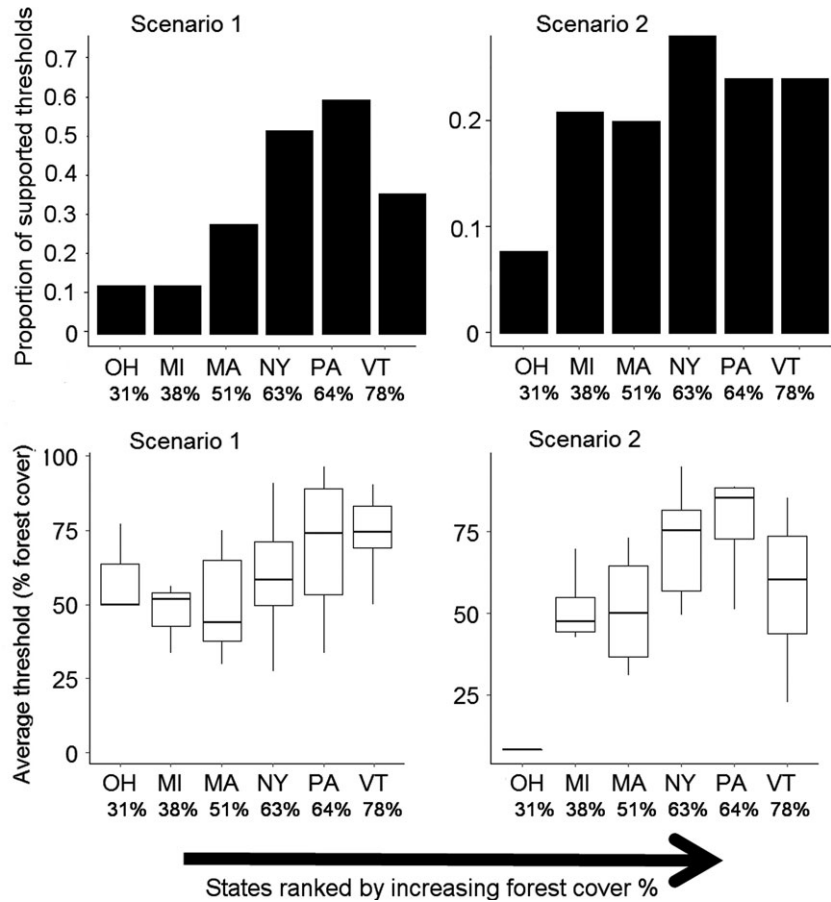 Scenario 1
Scenario 2
Proportion of supported thresholds
0.7
0.6
0.5
0.4
0.3
0.2
0.1
0
0.2
0.1
0
OH MI MA NY PA VT
31% 38% 51% 63% 64% 78%
OH MI MA NY PA VT
31% 38% 51% 63% 64% 78%
Scenario 1
Scenario 2
Average threshold (% forest cover)
100
75
50
25
0
75
50
25
OH MI MA NY PA VT
31% 38% 51% 63% 64% 78%
OH MI MA NY PA VT
31% 38% 51% 63% 64% 78%
States ranked by increasing forest cover %